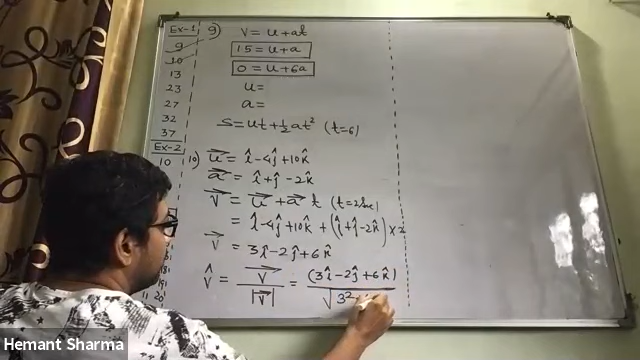 Ex-1
9
10
13
23
27
32
37
Ex-2
10
9) v = u + at
15 = u + a
0 = u + 6a
u =
a =
s = ut + ½ at² (t=6)
10) u⃗ = î - 4ĵ + 10k̂
a⃗ = î + ĵ - 2k̂
v⃗ = u⃗ + a⃗ t (t=2sec)
= î - 4ĵ + 10k̂ + (î + ĵ - 2k̂) × 2
v⃗ = 3î - 2ĵ + 6k̂
v̂ = v⃗ / |v⃗| = (3î - 2ĵ + 6k̂) / √3²
Hemant Sharma